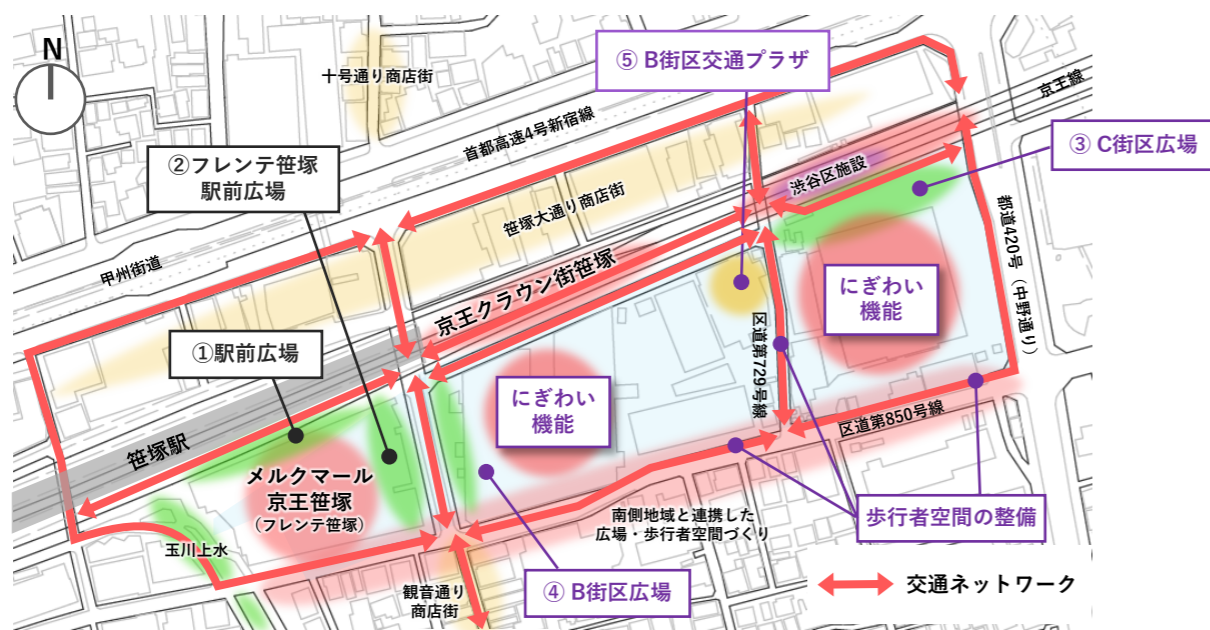 N
十号通り商店街
⑤ B街区交通プラザ
京王線
首都高速4号新宿線
③ C街区広場
②フレンテ笹塚
駅前広場
渋谷区施設
笹塚大通り商店街
都道420号（中野通り）
甲州街道
京王クラウン街笹塚
にぎわい
機能
①駅前広場
区道第729号線
にぎわい
機能
区道第850号線
笹塚駅
メルクマール
京王笹塚
（フレンテ笹塚）
歩行者空間の整備
南側地域と連携した
広場・歩行者空間づくり
玉川上水
④ B街区広場
観音通り
商店街
交通ネットワーク